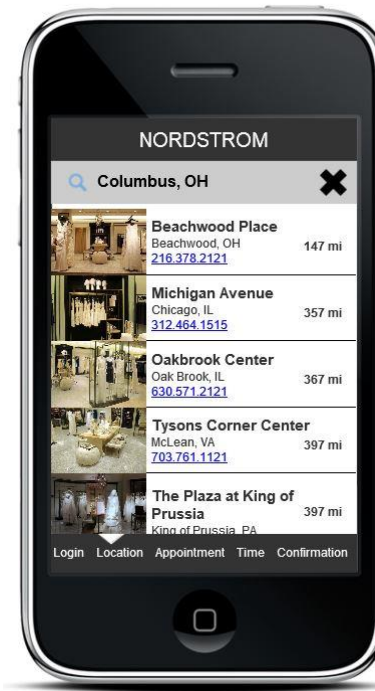 NORDSTROM
Columbus, OH
Beachwood Place
Beachwood, OH
147 mi
216.378.2121
Michigan Avenue
Chicago, IL
357 mi
312.464.1515
Oakbrook Center
Oak Brook, IL
367 mi
630.571.2121
Tysons Corner Center
McLean, VA
397 mi
703.761.1121
The Plaza at King of
Prussia
397 mi
King of Prussia, PA
Login Location Appointment Time Confirmation